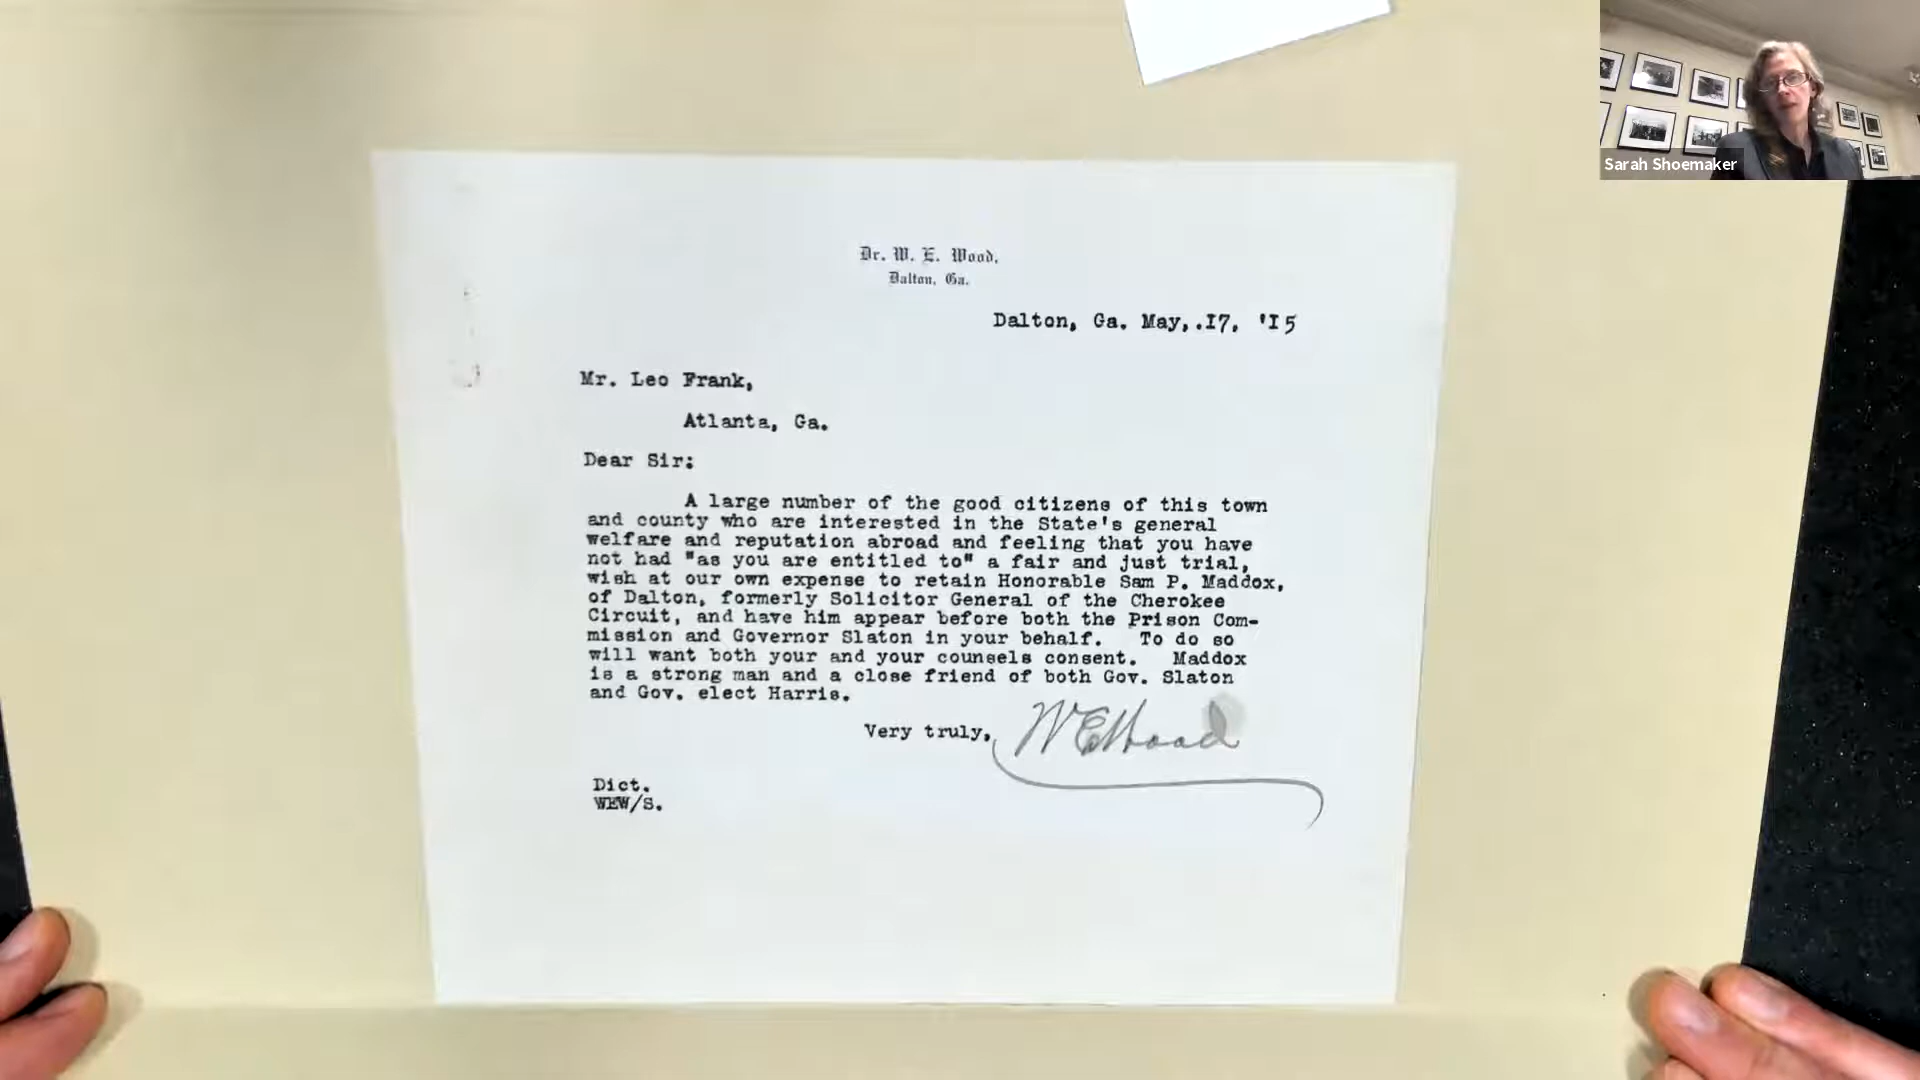 Sarah Shoemaker
Dr. W. E. Wood,
Dalton, Ga.
Dalton, Ga. May,.I7, 'I5
Mr. Leo Frank,
Atlanta, Ga.
Dear Sir:
A large number of the good citizens of this town
and county who are interested in the State's general
welfare and reputation abroad and feeling that you have
not had "as you are entitled to" a fair and just trial,
wish at our own expense to retain Honorable Sam P. Maddox,
of Dalton, formerly Solicitor General of the Cherokee
Circuit, and have him appear before both the Prison Com-
mission and Governor Slaton in your behalf. To do so
will want both your and your counsels consent. Maddox
is a strong man and a close friend of both Gov. Slaton
and Gov. elect Harris.
Very truly, W E Wood
Dict.
WEW/S.